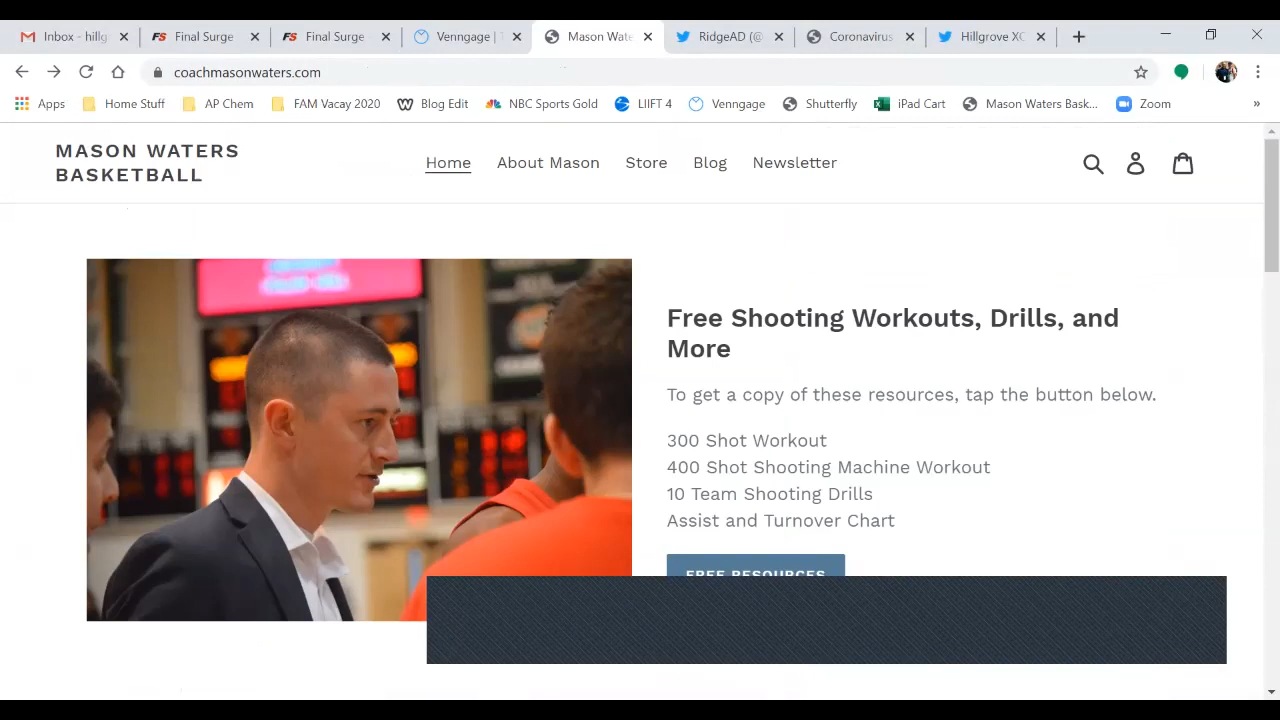 Inbox - hillg
Final Surge
Final Surge
Venngage |
Mason Wate
RidgeAD (@
Coronavirus
Hillgrove XC
coachmasonwaters.com
Apps
Home Stuff
AP Chem
FAM Vacay 2020
Blog Edit
NBC Sports Gold
LIIFT 4
Venngage
Shutterfly
iPad Cart
Mason Waters Bask...
Zoom
»
MASON WATERS
BASKETBALL
Home
About Mason
Store
Blog
Newsletter
Free Shooting Workouts, Drills, and
More
To get a copy of these resources, tap the button below.
300 Shot Workout
400 Shot Shooting Machine Workout
10 Team Shooting Drills
Assist and Turnover Chart
FREE RESOURCES